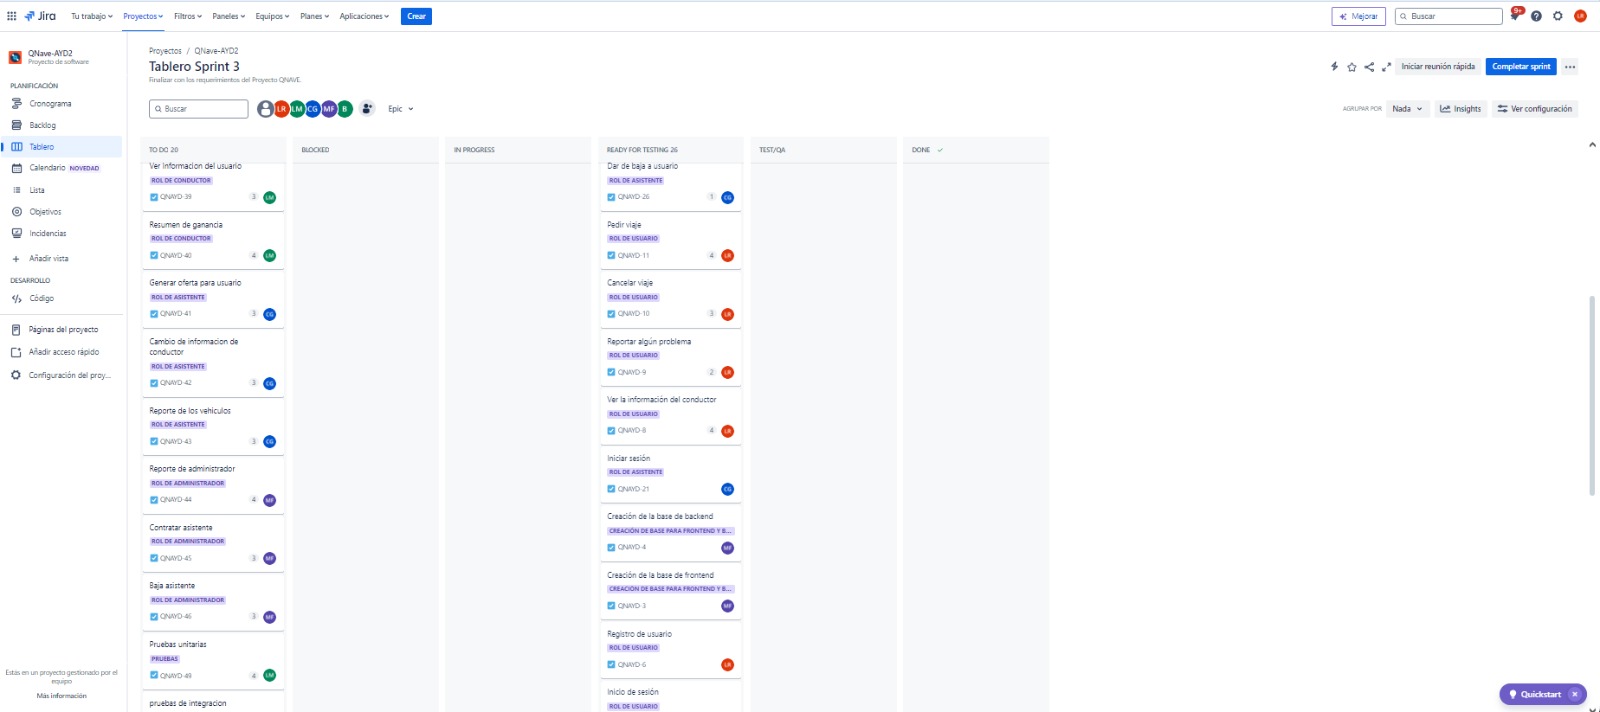 Jira
Tu trabajo
Proyectos
Filtros
Paneles
Equipos
Planes
Aplicaciones
Crear
Mejorar
Buscar
9+
LR
QNave-AYD2
Proyecto de software
PLANIFICACIÓN
Cronograma
Backlog
Tablero
Calendario NOVEDAD
Lista
Objetivos
Incidencias
Añadir vista
DESARROLLO
Código
Páginas del proyecto
Añadir acceso rápido
Configuración del proy...
Estás en un proyecto gestionado por el
equipo
Más información
Proyectos / QNave-AYD2
Tablero Sprint 3
Finalizar con los requerimientos del Proyecto QNAVE.
Iniciar reunión rápida
Completar sprint
Buscar
LR LM CG MF B
Epic
AGRUPAR POR
Nada
Insights
Ver configuración
TO DO 20
Ver Informacion del usuario
ROL DE CONDUCTOR
QNAYD-39 3 LM
Resumen de ganancia
ROL DE CONDUCTOR
QNAYD-40 4 LM
Generar oferta para usuario
ROL DE ASISTENTE
QNAYD-41 3 CG
Cambio de informacion de
conductor
ROL DE ASISTENTE
QNAYD-42 3 CG
Reporte de los vehiculos
ROL DE ASISTENTE
QNAYD-43 3 CG
Reporte de administrador
ROL DE ADMINISTRADOR
QNAYD-44 4 MF
Contratar asistente
ROL DE ADMINISTRADOR
QNAYD-45 3 MF
Baja asistente
ROL DE ADMINISTRADOR
QNAYD-46 3 MF
Pruebas unitarias
PRUEBAS
QNAYD-49 4 LM
pruebas de integracion
BLOCKED
IN PROGRESS
READY FOR TESTING 26
Dar de baja a usuario
ROL DE ASISTENTE
QNAYD-26 1 CG
Pedir viaje
ROL DE USUARIO
QNAYD-11 4 LR
Cancelar viaje
ROL DE USUARIO
QNAYD-10 3 LR
Reportar algún problema
ROL DE USUARIO
QNAYD-9 2 LR
Ver la información del conductor
ROL DE USUARIO
QNAYD-8 4 LR
Iniciar sesión
ROL DE ASISTENTE
QNAYD-21 CG
Creación de la base de backend
CREACIÓN DE BASE PARA FRONTEND Y B...
QNAYD-4 MF
Creación de la base de frontend
CREACIÓN DE BASE PARA FRONTEND Y B...
QNAYD-3 MF
Registro de usuario
ROL DE USUARIO
QNAYD-6 LR
Inicio de sesión
ROL DE USUARIO
TEST/QA
DONE
Quickstart